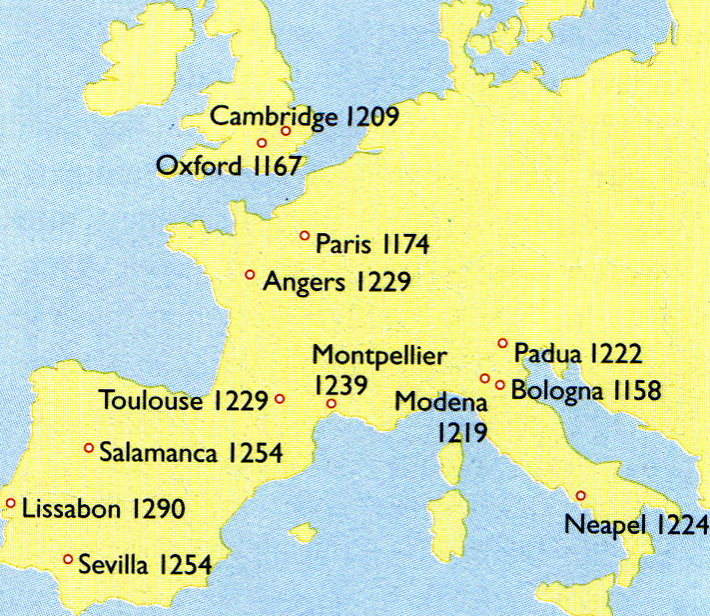 Cambridge 1209
Oxford 1167
Paris 1174
Angers 1229
Padua 1222
Montpellier
1239
Bologna 1158
Toulouse 1229
Modena
1219
Salamanca 1254
Lissabon 1290
Neapel 1224
Sevilla 1254